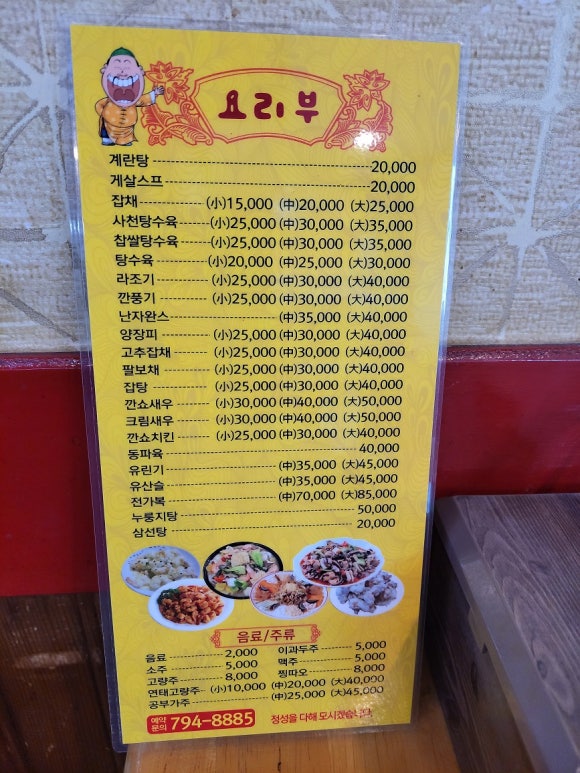 요리부
계란탕 20,000
게살스프 20,000
잡채 (小)15,000 (中)20,000 (大)25,000
사천탕수육 (小)25,000 (中)30,000 (大)35,000
찹쌀탕수육 (小)25,000 (中)30,000 (大)35,000
탕수육 (小)20,000 (中)25,000 (大)30,000
라조기 (小)25,000 (中)30,000 (大)40,000
깐풍기 (小)25,000 (中)30,000 (大)40,000
난자완스 (中)35,000 (大)40,000
양장피 (小)25,000 (中)30,000 (大)40,000
고추잡채 (小)25,000 (中)30,000 (大)40,000
팔보채 (小)25,000 (中)30,000 (大)40,000
잡탕 (小)25,000 (中)30,000 (大)40,000
깐쇼새우 (小)30,000 (中)40,000 (大)50,000
크림새우 (小)30,000 (中)40,000 (大)50,000
깐쇼치킨 (小)25,000 (中)30,000 (大)40,000
동파육 40,000
유린기 (中)35,000 (大)45,000
유산슬 (中)35,000 (大)45,000
전가복 (中)70,000 (大)85,000
누룽지탕 50,000
삼선탕 20,000
음료/주류
음료 2,000 이과두주 5,000
소주 5,000 맥주 5,000
고량주 8,000 찡따오 8,000
연태고량주 (小)10,000 (中)20,000 (大)40,000
공부가주 (中)25,000 (大)45,000
예약문의 794-8885 정성을 다해 모시겠습니다